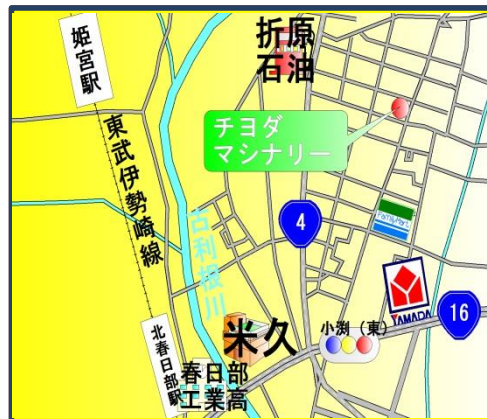 姫宮駅
東武伊勢崎線
折原
石油
チヨダ
マシナリー
古利根川
4
FamilyMart
YAMADA
16
小渕（東）
米久
北春日部駅
春日部
工業高